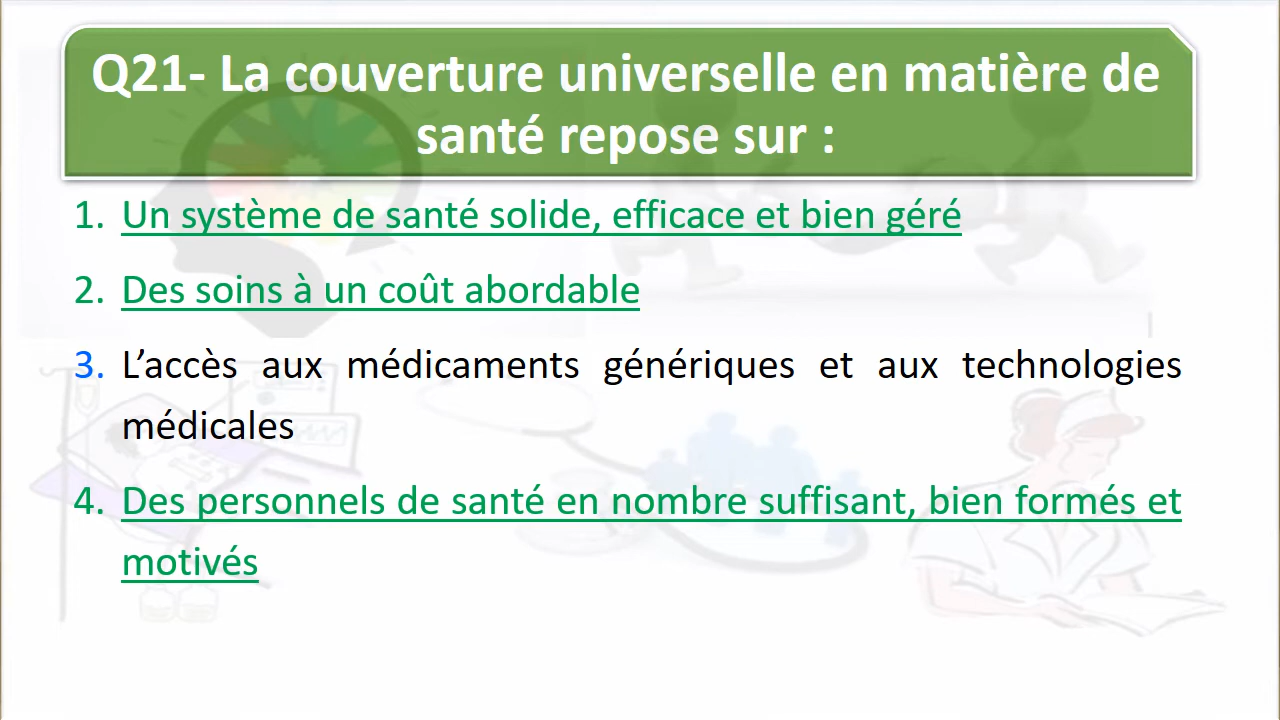 Q21- La couverture universelle en matière de
santé repose sur :
1. Un système de santé solide, efficace et bien géré
2. Des soins à un coût abordable
3. L’accès aux médicaments génériques et aux technologies
médicales
4. Des personnels de santé en nombre suffisant, bien formés et
motivés